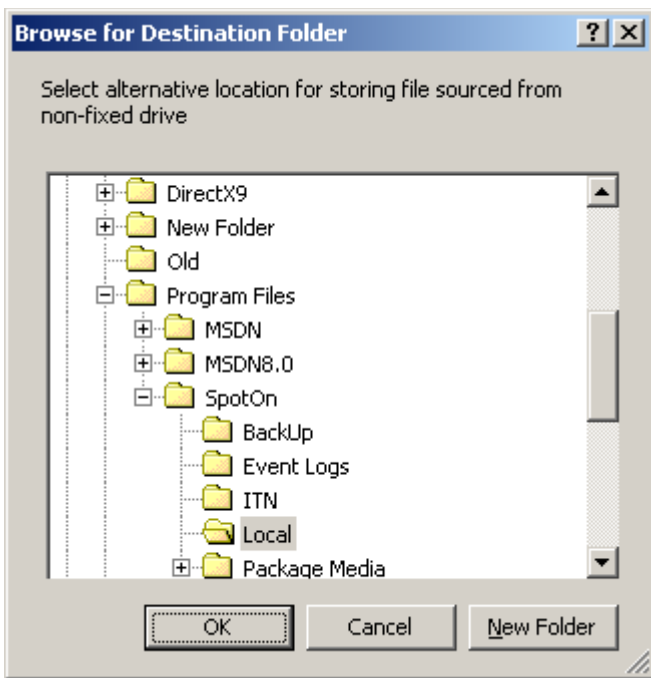 Browse for Destination Folder
Select alternative location for storing file sourced from
non-fixed drive
DirectX9
New Folder
Old
Program Files
MSDN
MSDN8.0
SpotOn
BackUp
Event Logs
ITN
Local
Package Media
OK Cancel New Folder